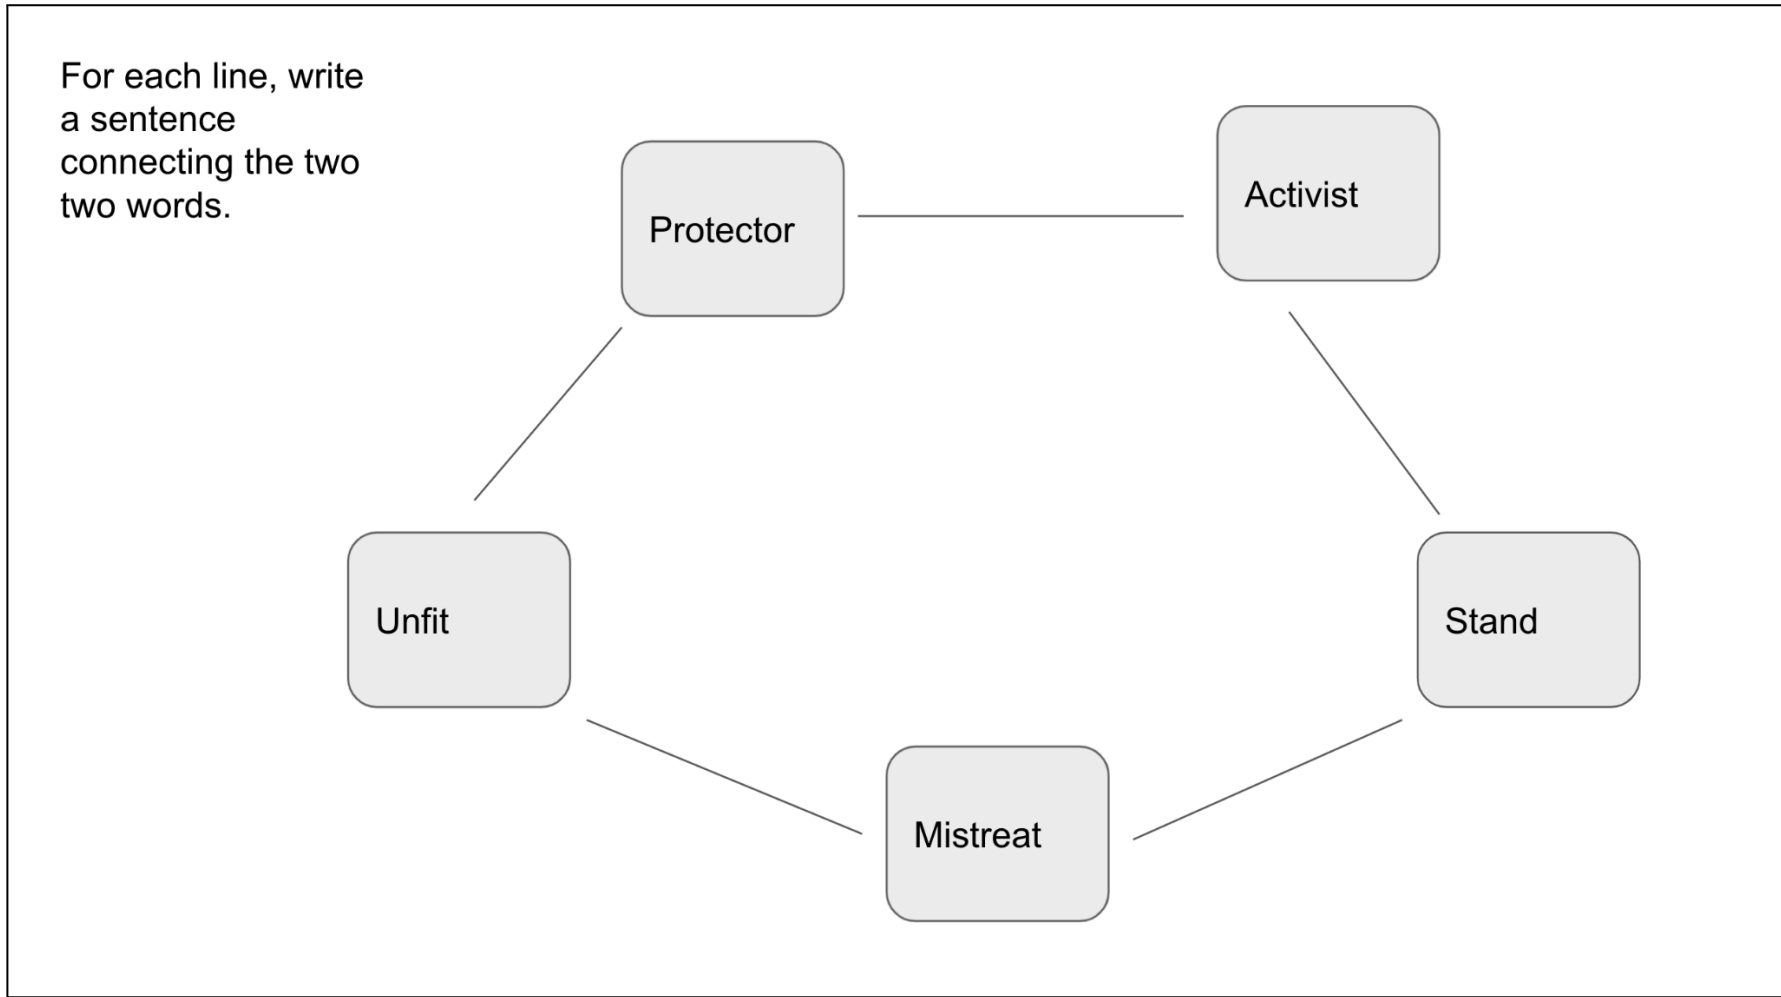 For each line, write
a sentence
connecting the two
two words.
Protector
Activist
Unfit
Stand
Mistreat